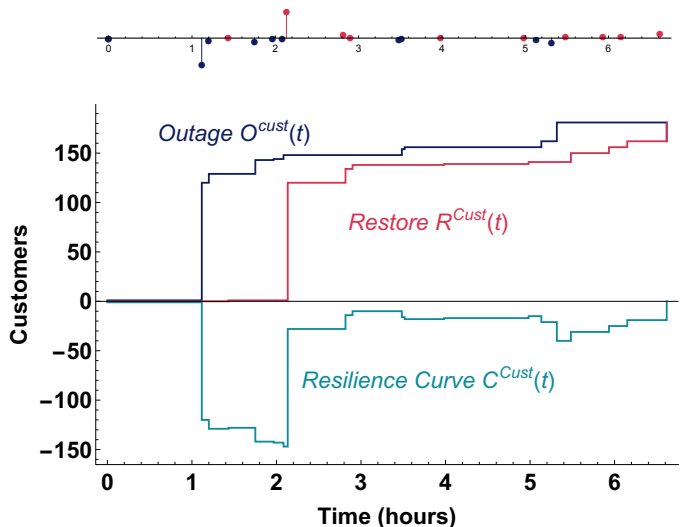 0 1 2 3 4 5 6
Outage O^cust(t)
150
100
Restore R^Cust(t)
50
Customers
0
−50
Resilience Curve C^Cust(t)
−100
−150
0 1 2 3 4 5 6
Time (hours)